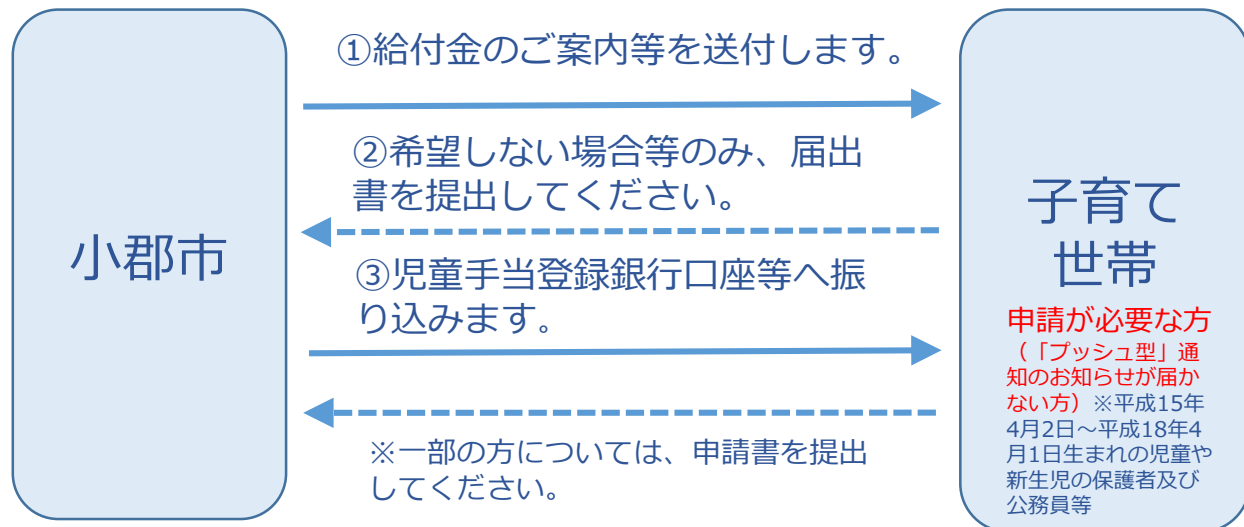 小郡市
①給付金のご案内等を送付します。
②希望しない場合等のみ、届出
書を提出してください。
③児童手当登録銀行口座等へ振
り込みます。
※一部の方については、申請書を提出
してください。
子育て
世帯
申請が必要な方
（「プッシュ型」通
知のお知らせが届か
ない方）※平成15年
4月2日～平成18年4
月1日生まれの児童や
新生児の保護者及び
公務員等